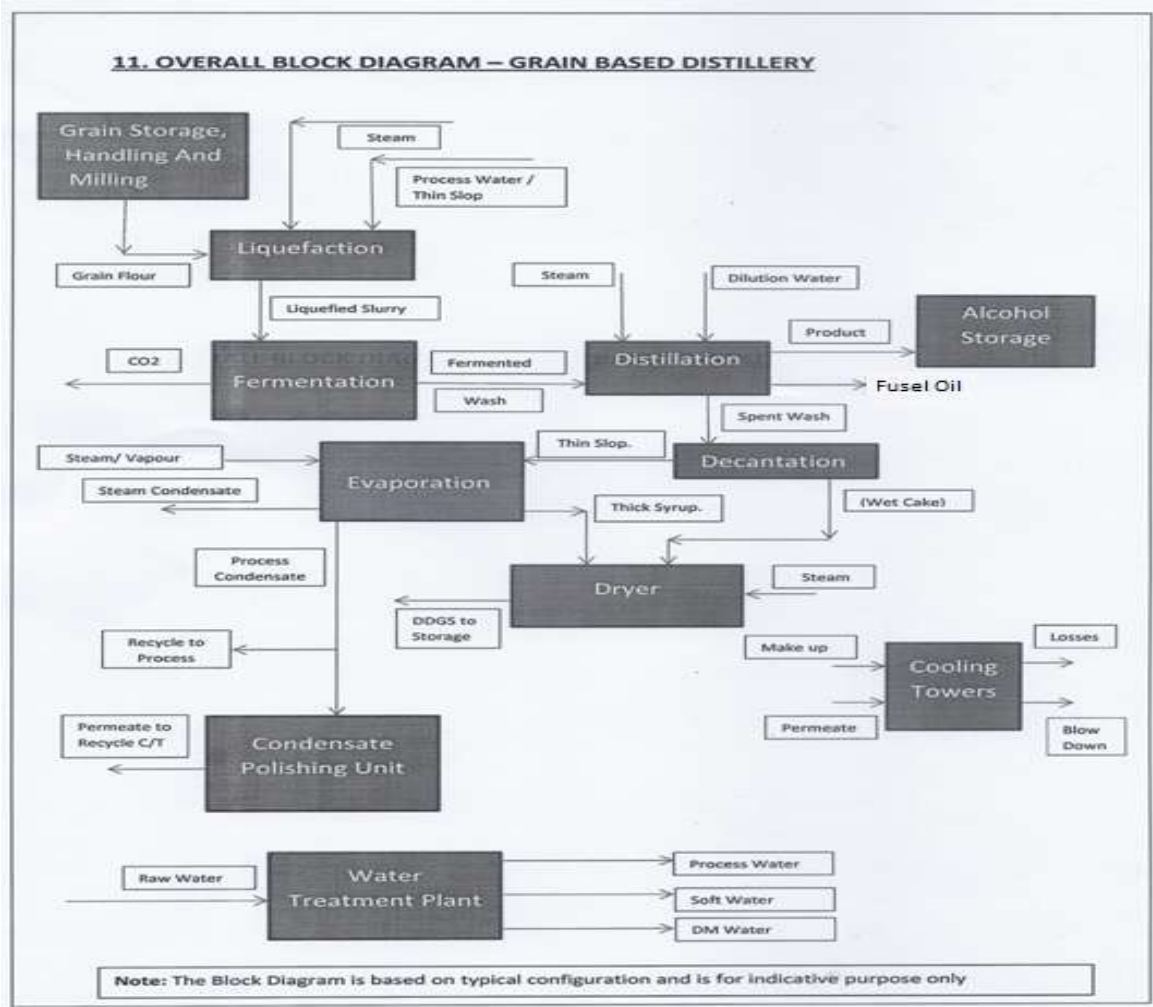 11. OVERALL BLOCK DIAGRAM – GRAIN BASED DISTILLERY
Grain Storage,
Handling And
Milling
Steam
Process Water /
Thin Slop
Liquefaction
Grain Flour
Steam
Dilution Water
Liquefied Slurry
Product
Alcohol
Storage
CO2
Fermentation
Fermented
Wash
Distillation
Fusel Oil
Spent Wash
Thin Slop.
Decantation
Steam/ Vapour
Evaporation
Steam Condensate
Thick Syrup.
(Wet Cake)
Process
Condensate
Dryer
Steam
DDGS to
Storage
Recycle to
Process
Make up
Cooling
Towers
Losses
Permeate
Blow
Down
Permeate to
Recycle C/T
Condensate
Polishing Unit
Raw Water
Water
Treatment Plant
Process Water
Soft Water
DM Water
Note: The Block Diagram is based on typical configuration and is for indicative purpose only